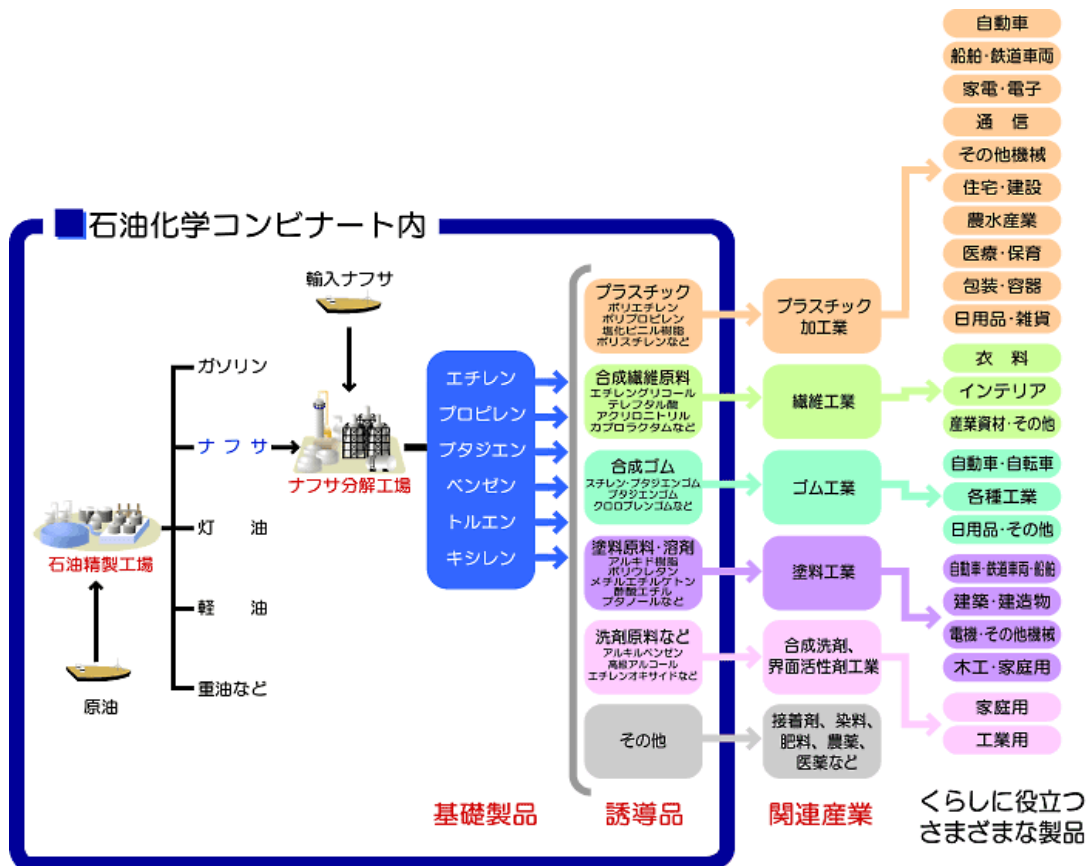 ■石油化学コンビナート内
輸入ナフサ
ガソリン
ナフサ
ナフサ分解工場
灯 油
石油精製工場
軽 油
重油など
原油
エチレン
プロピレン
ブタジエン
ベンゼン
トルエン
キシレン
基礎製品
プラスチック
ポリエチレン
ポリプロピレン
塩化ビニル樹脂
ポリスチレンなど
合成繊維原料
エチレングリコール
テレフタル酸
アクリロニトリル
カプロラクタムなど
合成ゴム
スチレン・ブタジエンゴム
ブタジエンゴム
クロロプレンゴムなど
塗料原料・溶剤
アルキド樹脂
ポリウレタン
メチルエチルケトン
酢酸エチル
ブタノールなど
洗剤原料など
アルキルベンゼン
高級アルコール
エチレンオキサイドなど
その他
誘導品
プラスチック
加工業
繊維工業
ゴム工業
塗料工業
合成洗剤、
界面活性剤工業
接着剤、染料、
肥料、農薬、
医薬など
関連産業
自動車
船舶・鉄道車両
家電・電子
通 信
その他機械
住宅・建設
農水産業
医療・保育
包装・容器
日用品・雑貨
衣 料
インテリア
産業資材・その他
自動車・自転車
各種工業
日用品・その他
自動車・鉄道車両・船舶
建築・建造物
電機・その他機械
木工・家庭用
家庭用
工業用
くらしに役立つ
さまざまな製品